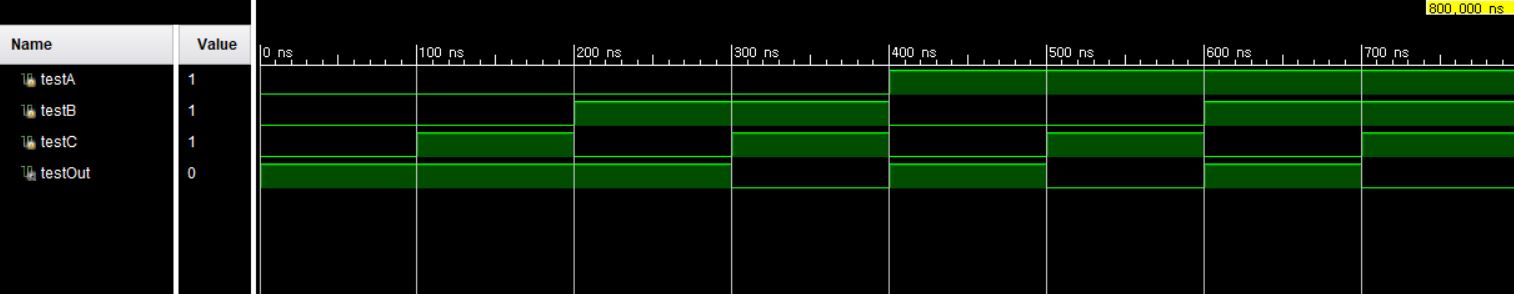 800,000 ns
Name Value
0 ns 100 ns 200 ns 300 ns 400 ns 500 ns 600 ns 700 ns
testA 1
testB 1
testC 1
testOut 0